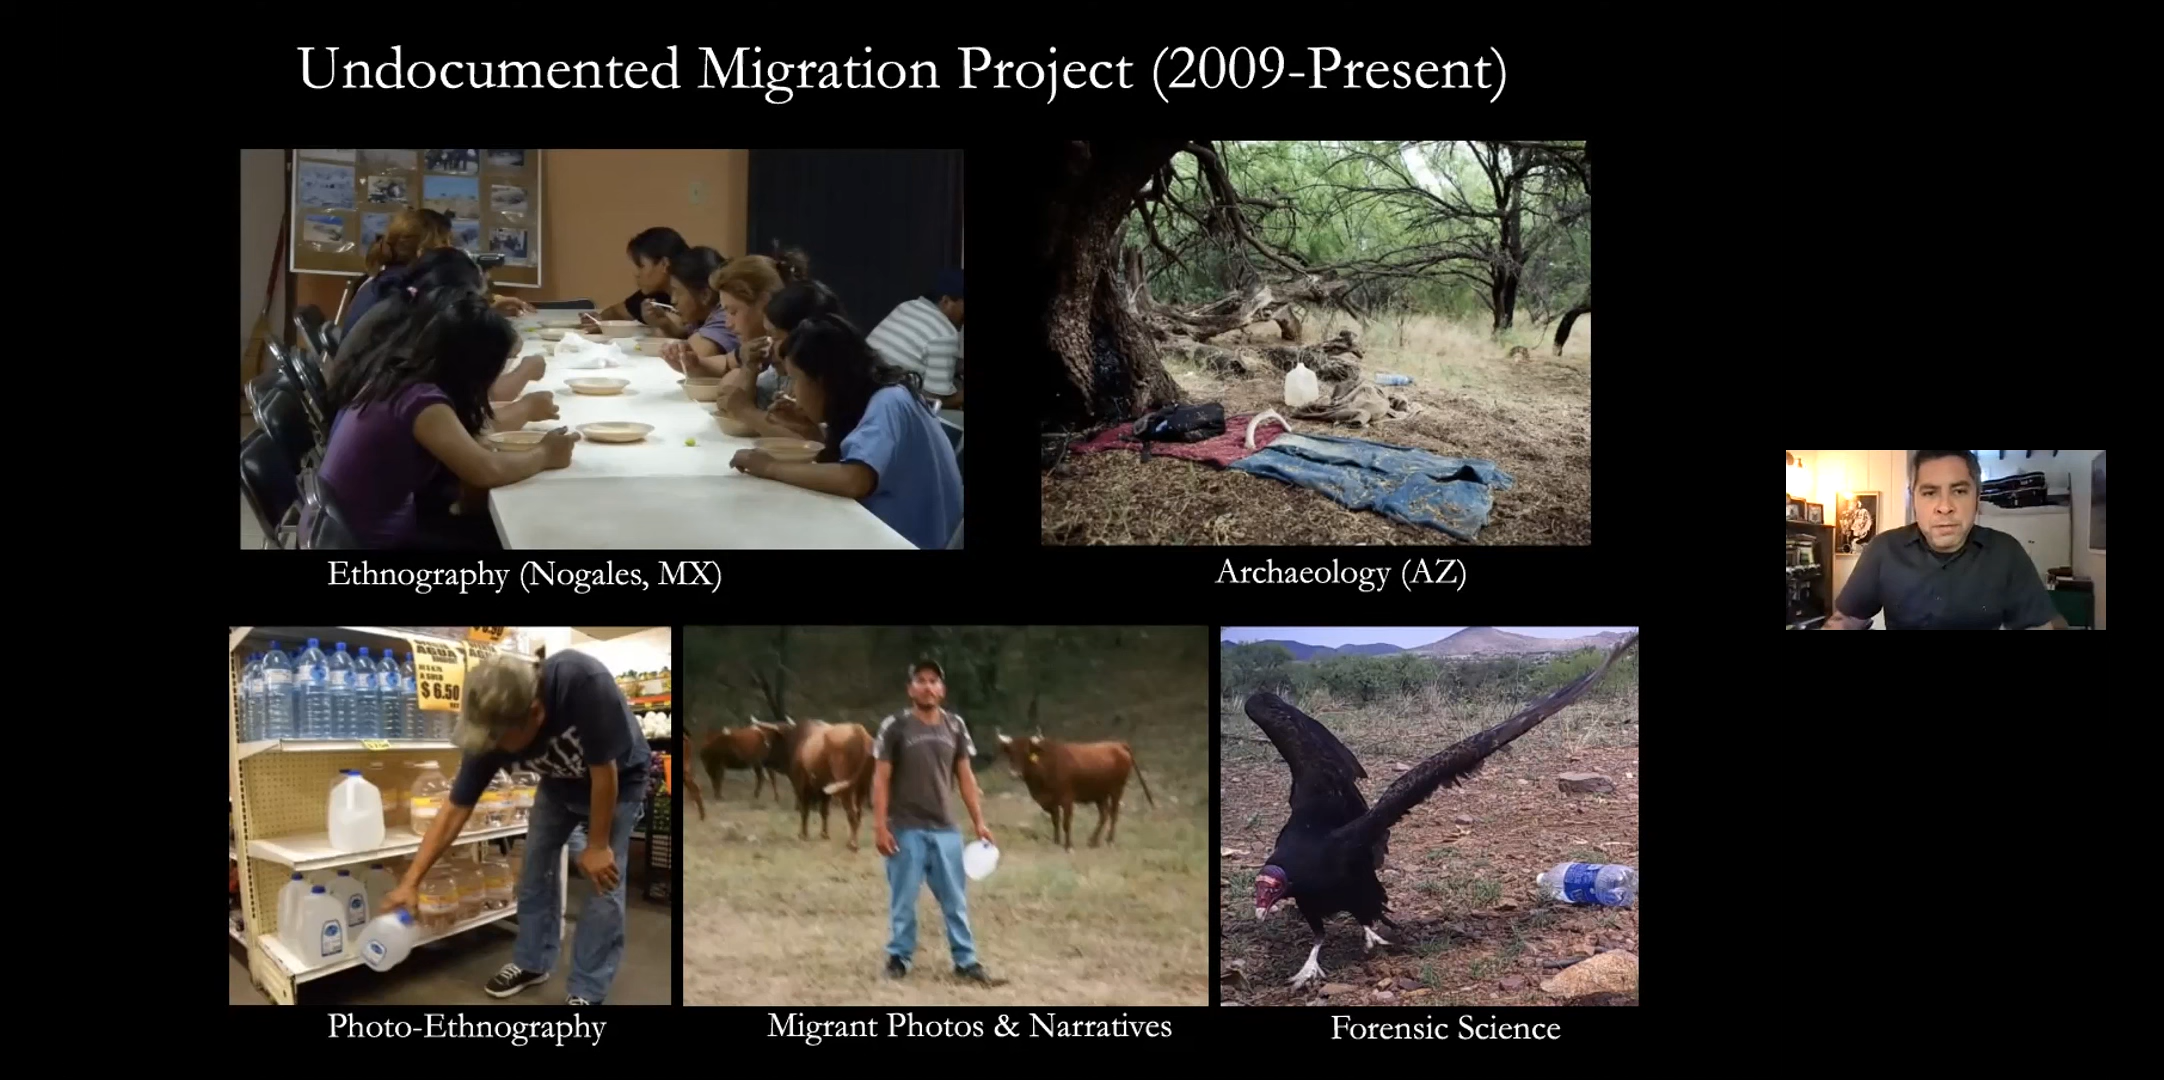 Undocumented Migration Project (2009-Present)
Ethnography (Nogales, MX)
Archaeology (AZ)
AGUA
$ 6.50
Photo-Ethnography
Migrant Photos & Narratives
Forensic Science